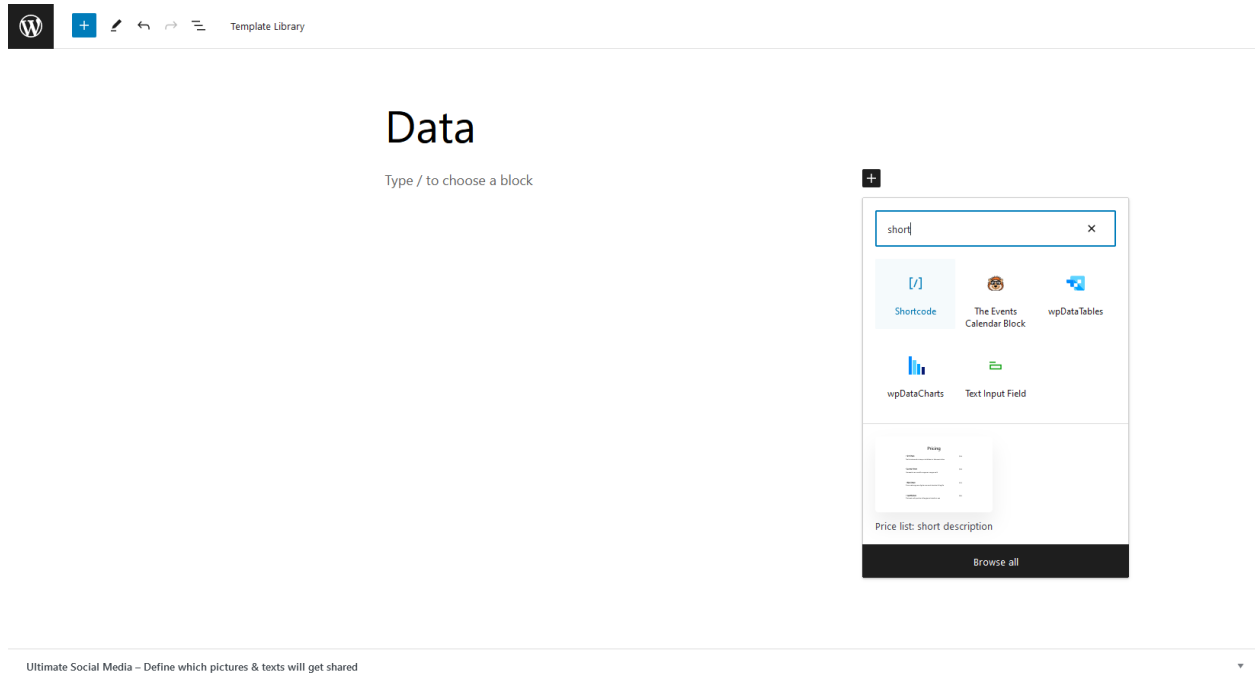 Template Library
Data
Type / to choose a block
short
[/]
Shortcode
The Events
Calendar Block
wpDataTables
wpDataCharts
Text Input Field
Pricing
Price list: short description
Browse all
Ultimate Social Media – Define which pictures & texts will get shared